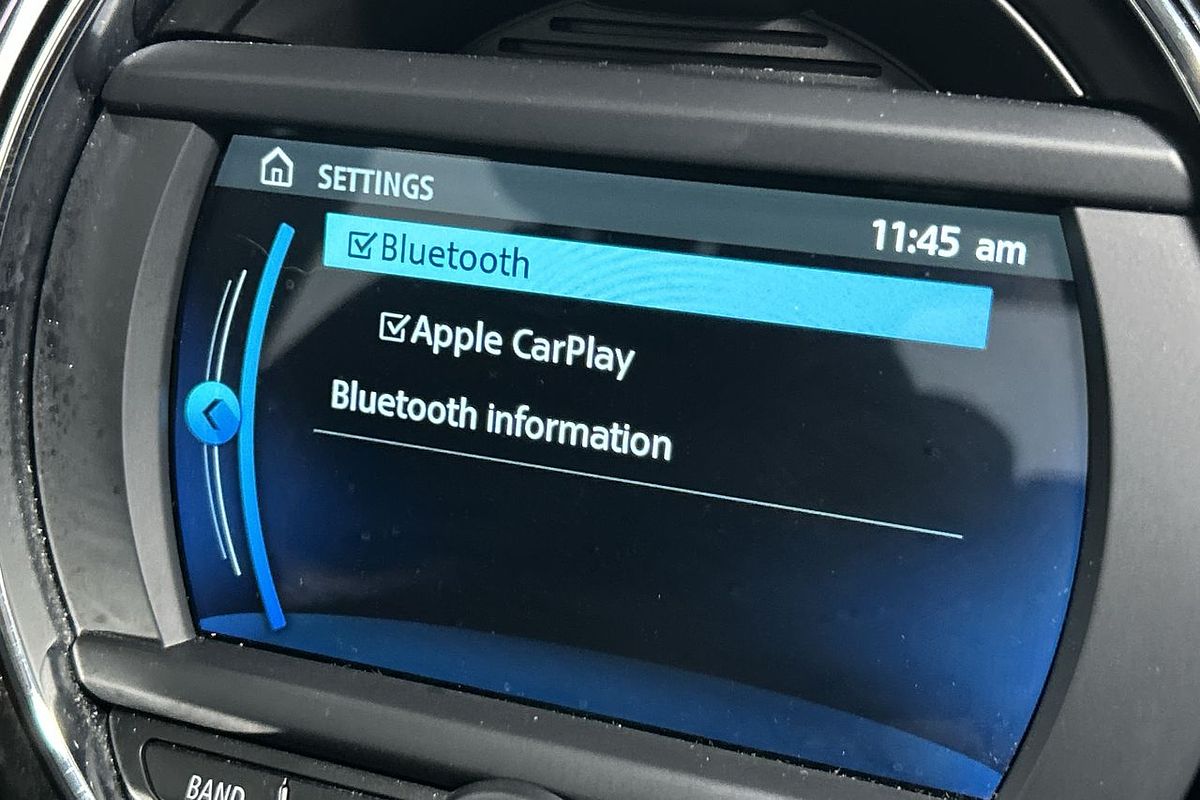 SETTINGS
11:45 am
Bluetooth
Apple CarPlay
Bluetooth information
BAND